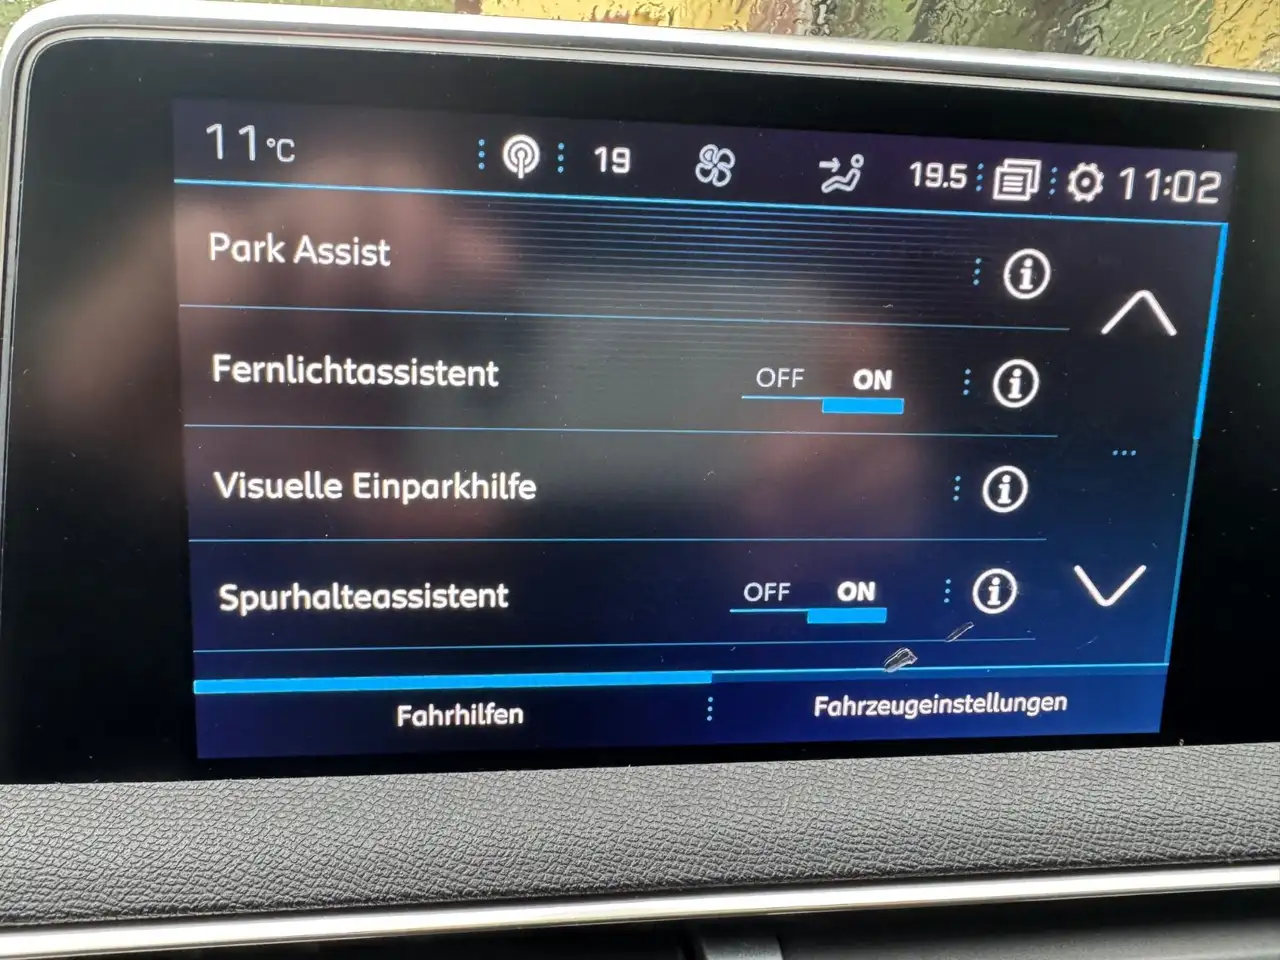 11°C 19 19.5 11:02
Park Assist
Fernlichtassistent OFF ON
Visuelle Einparkhilfe
Spurhalteassistent OFF ON
Fahrhilfen Fahrzeugeinstellungen